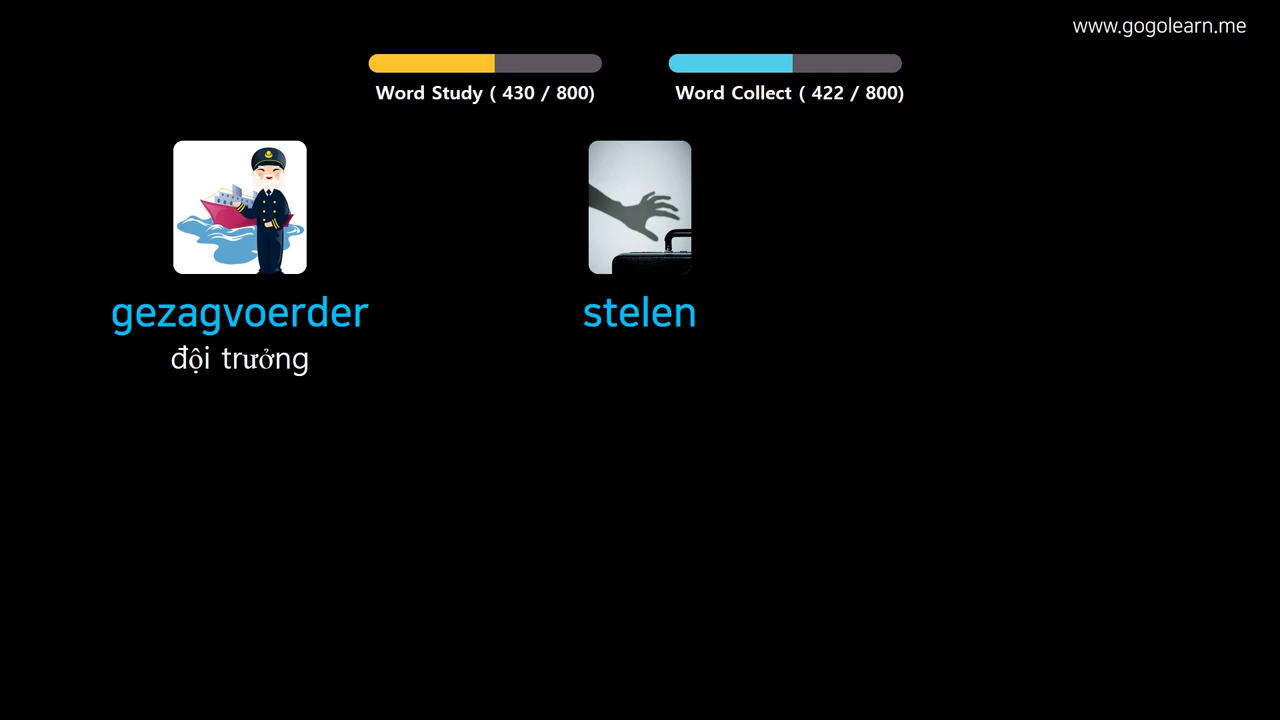 www.gogolearn.me
Word Study ( 430 / 800)
Word Collect ( 422 / 800)
gezagvoerder
đội trưởng
stelen